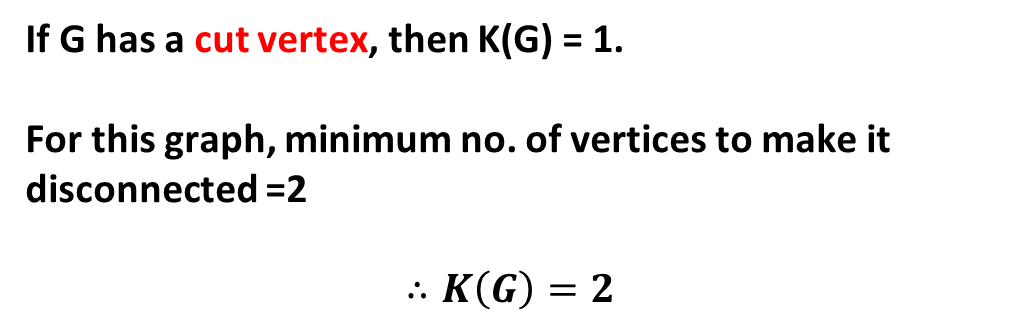 If G has a cut vertex, then K(G) = 1.
For this graph, minimum no. of vertices to make it
disconnected =2
∴ K(G) = 2